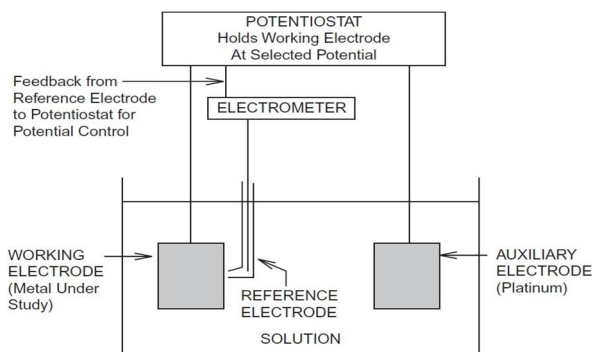 POTENTIOSTAT
Holds Working Electrode
At Selected Potential
Feedback from
Reference Electrode
to Potentiostat for
Potential Control
ELECTROMETER
WORKING
ELECTRODE
(Metal Under
Study)
REFERENCE
ELECTRODE
AUXILIARY
ELECTRODE
(Platinum)
SOLUTION